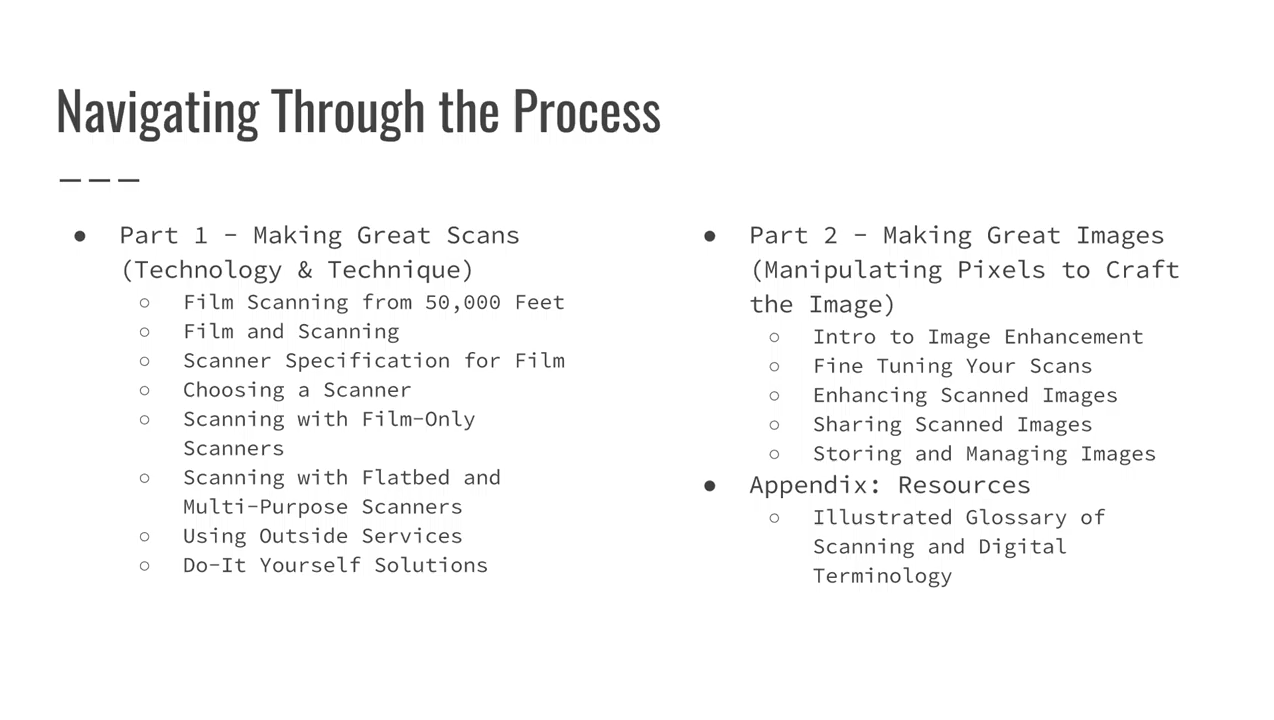 Navigating Through the Process
● Part 1 - Making Great Scans
(Technology & Technique)
○ Film Scanning from 50,000 Feet
○ Film and Scanning
○ Scanner Specification for Film
○ Choosing a Scanner
○ Scanning with Film-Only
Scanners
○ Scanning with Flatbed and
Multi-Purpose Scanners
○ Using Outside Services
○ Do-It Yourself Solutions
● Part 2 - Making Great Images
(Manipulating Pixels to Craft
the Image)
○ Intro to Image Enhancement
○ Fine Tuning Your Scans
○ Enhancing Scanned Images
○ Sharing Scanned Images
○ Storing and Managing Images
● Appendix: Resources
○ Illustrated Glossary of
Scanning and Digital
Terminology